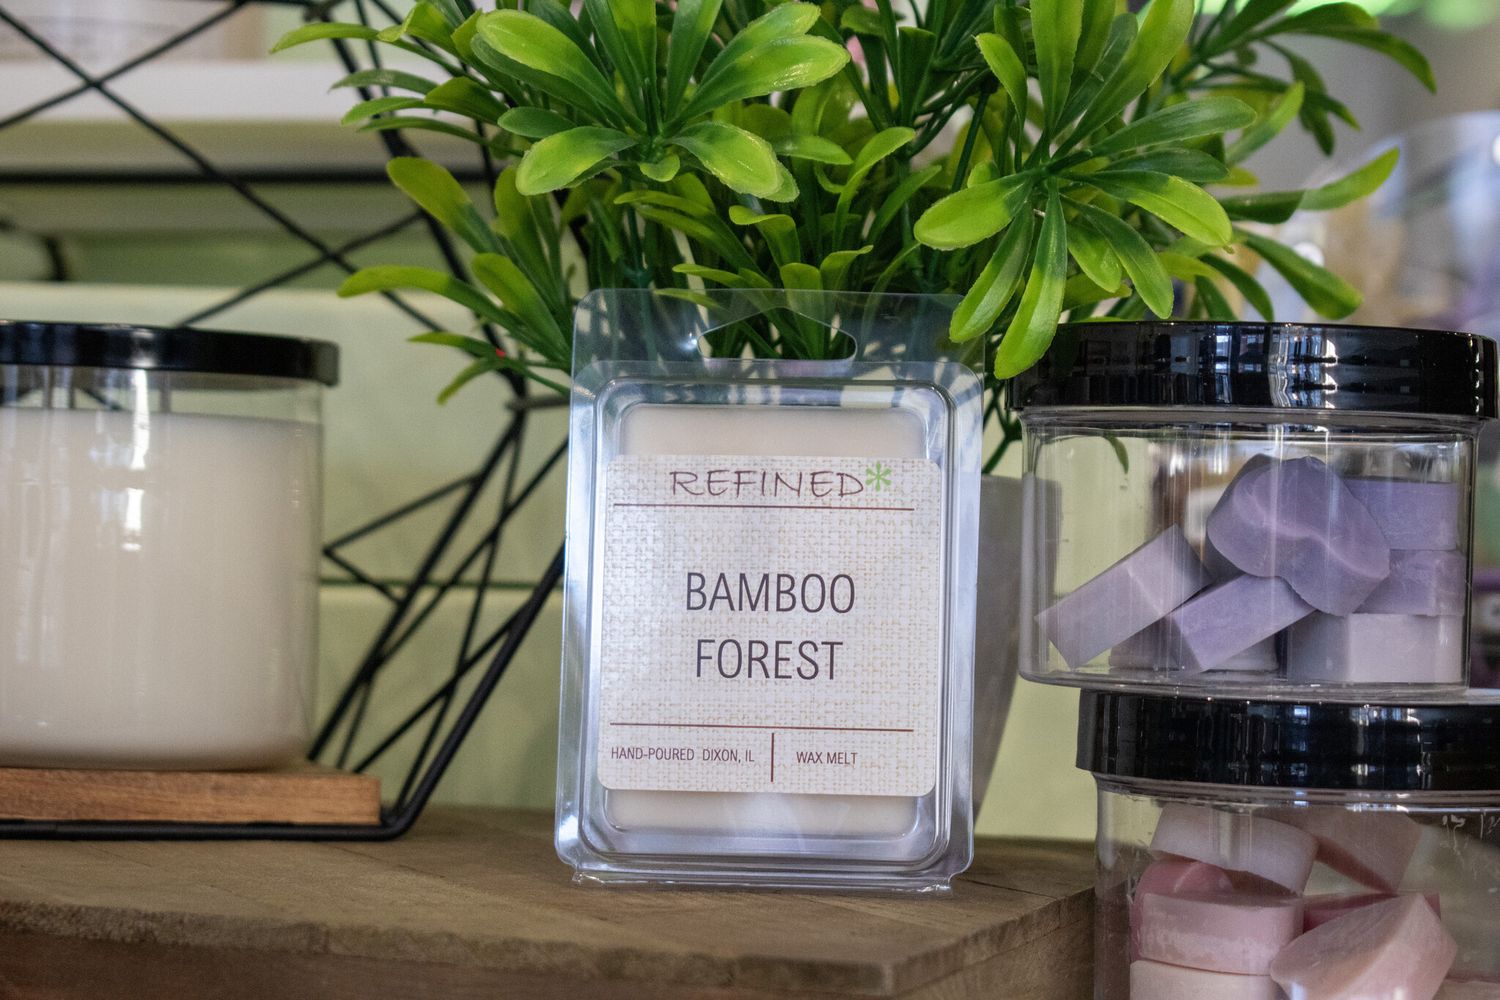 REFINED*
BAMBOO
FOREST
HAND-POURED DIXON, IL | WAX MELT